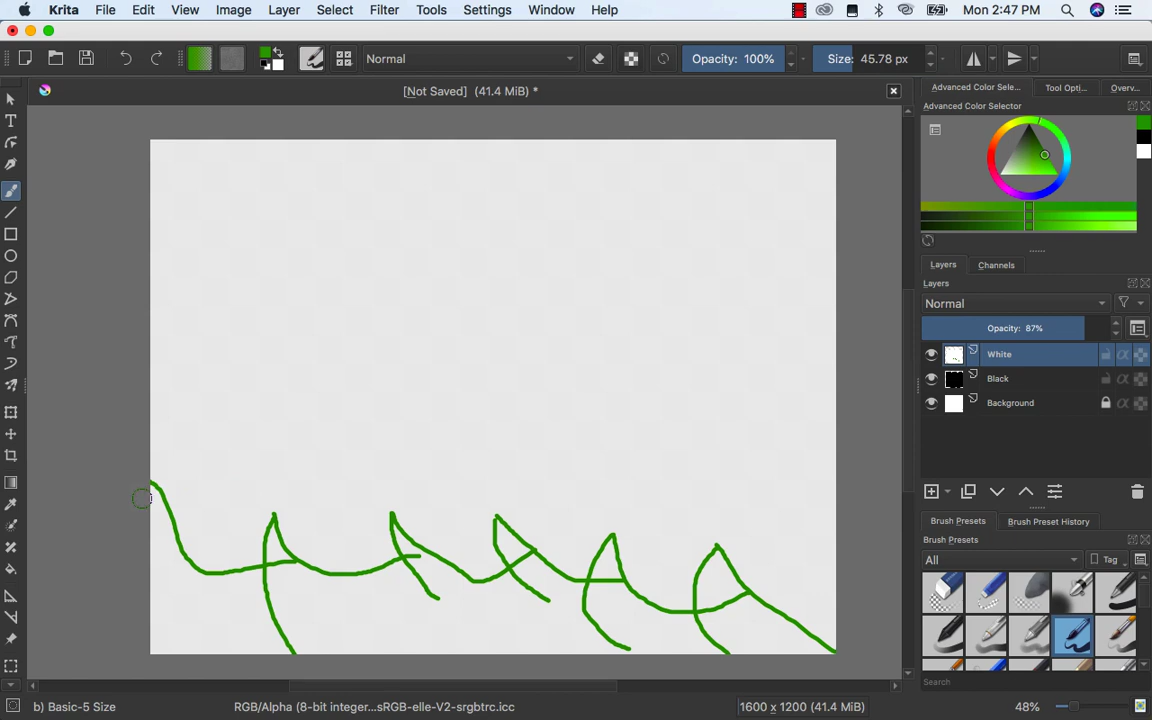 Krita File Edit View Image Layer Select Filter Tools Settings Window Help Mon 2:47 PM
Normal Opacity: 100% Size: 45.78 px
[Not Saved] (41.4 MiB) *
Advanced Color Sele... Tool Opti... Overv...
Advanced Color Selector
Layers Channels
Layers
Normal
Opacity: 87%
White
Black
Background
Brush Presets Brush Preset History
Brush Presets
All Tag
Search
b) Basic-5 Size RGB/Alpha (8-bit integer...sRGB-elle-V2-srgbtrc.icc 1600 x 1200 (41.4 MiB) 48%